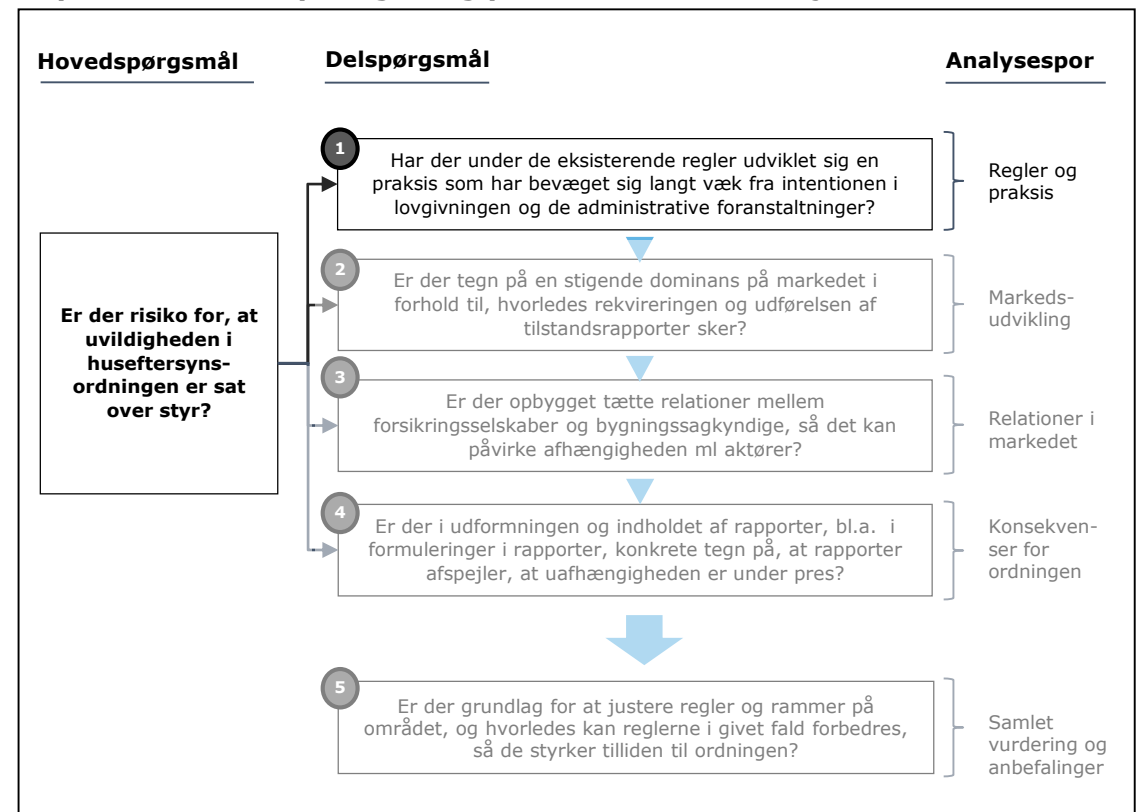 Hovedspørgsmål
Delspørgsmål
Analysespor
Er der risiko for, at
uvildigheden i
huseftersyns-
ordningen er sat
over styr?
1
Har der under de eksisterende regler udviklet sig en
praksis som har bevæget sig langt væk fra intentionen i
lovgivningen og de administrative foranstaltninger?
Regler og
praksis
2
Er der tegn på en stigende dominans på markedet i
forhold til, hvorledes rekvireringen og udførelsen af
tilstandsrapporter sker?
Markeds-
udvikling
3
Er der opbygget tætte relationer mellem
forsikringsselskaber og bygningssagkyndige, så det kan
påvirke afhængigheden ml aktører?
Relationer i
markedet
4
Er der i udformningen og indholdet af rapporter, bl.a. i
formuleringer i rapporter, konkrete tegn på, at rapporter
afspejler, at uafhængigheden er under pres?
Konsekven-
ser for
ordningen
5
Er der grundlag for at justere regler og rammer på
området, og hvorledes kan reglerne i givet fald forbedres,
så de styrker tilliden til ordningen?
Samlet
vurdering og
anbefalinger